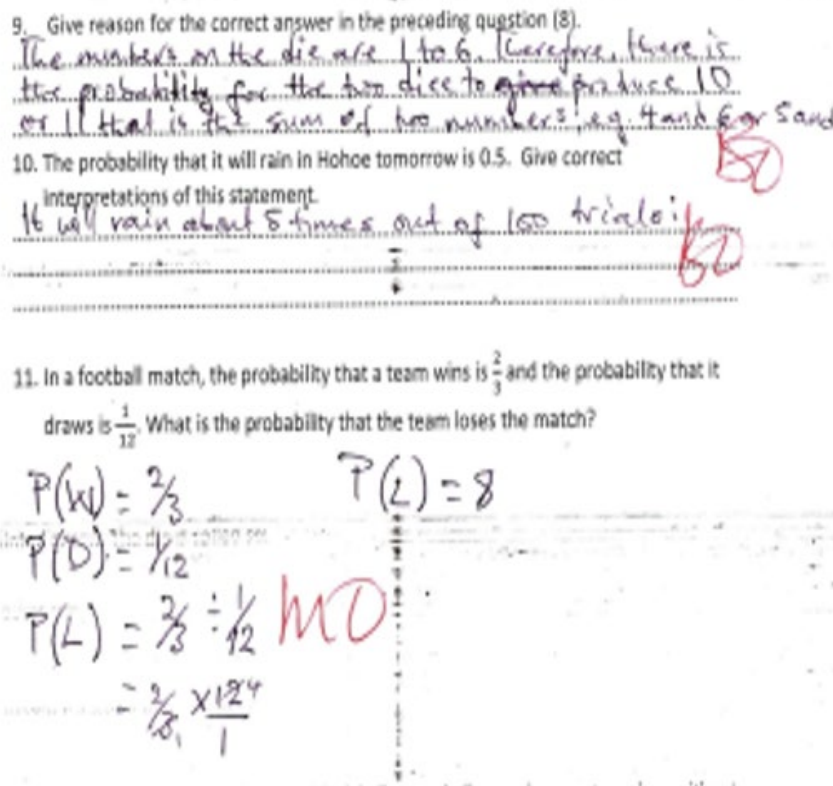 9. Give reason for the correct answer in the preceding question (8).
The numbers on the die are 1 to 6. Therefore, there is
the probability for the two dice to produce 10
or 11 that is the sum of two numbers, eg. 4 and 6 or 5 and
10. The probability that it will rain in Hohoe tomorrow is 0.5. Give correct
interpretations of this statement.
It will rain about 5 times out of 100 trials.
11. In a football match, the probability that a team wins is 2/3 and the probability that it
draws is 1/12. What is the probability that the team loses the match?
P(W) = 2/3 P(L) = 8
P(D) = 1/12
P(L) = 2/3 ÷ 1/12 M0
= 2/3 × 12 4/1